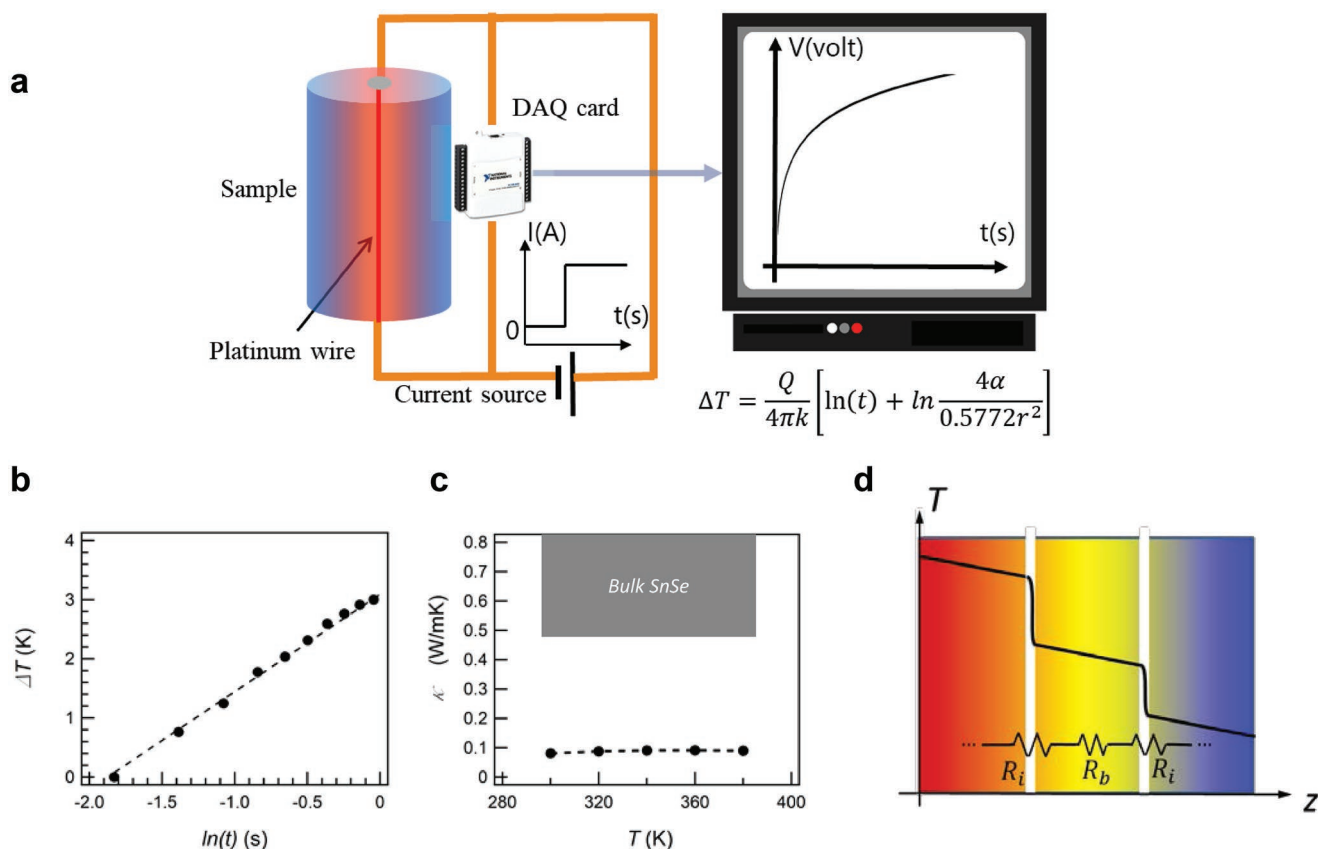 a
Sample
Platinum wire
DAQ card
NATIONAL INSTRUMENTS
I(A)
0
t(s)
Current source
V(volt)
t(s)
ΔT = Q/4πk [ln(t) + ln 4α/0.5772r²]
b
ΔT (K)
4
3
2
1
0
-2.0 -1.5 -1.0 -0.5 0
ln(t) (s)
c
κ (W/mK)
0.8
0.7
0.6
0.5
0.4
0.3
0.2
0.1
0
Bulk SnSe
280 320 360 400
T (K)
d
T
... ...
R_i R_b R_i
z